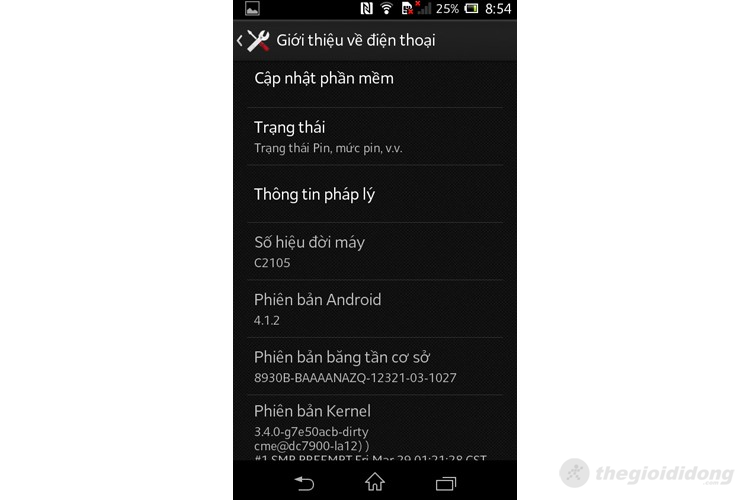 25% 8:54
Giới thiệu về điện thoại
Cập nhật phần mềm
Trạng thái
Trạng thái Pin, mức pin, v.v.
Thông tin pháp lý
Số hiệu đời máy
C2105
Phiên bản Android
4.1.2
Phiên bản băng tần cơ sở
8930B-BAAAANAZQ-12321-03-1027
Phiên bản Kernel
3.4.0-g7e50acb-dirty
cme@dc7900-la12))
#1 SMP PREEMPT Fri Mar 29 01:21:28 CST
thegioididong
.com